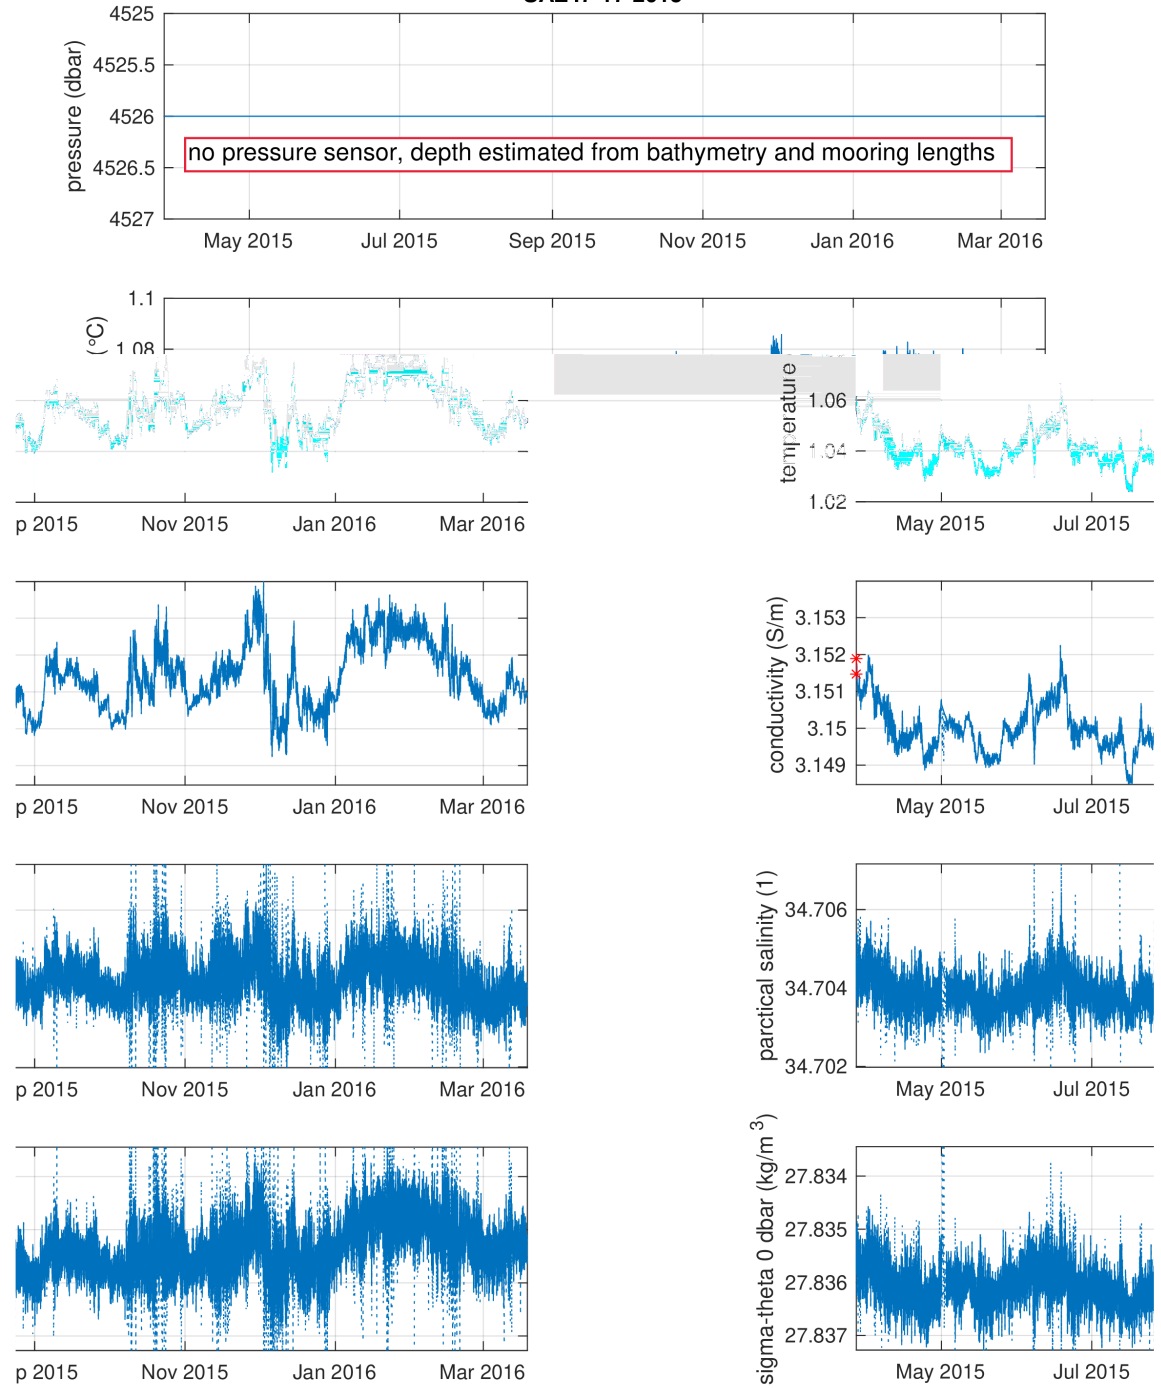 4525
4525.5
4526
4526.5
4527
pressure (dbar)
no pressure sensor, depth estimated from bathymetry and mooring lengths
May 2015 Jul 2015 Sep 2015 Nov 2015 Jan 2016 Mar 2016
1.1
1.08
(°C)
temperature
1.06
1.04
1.02
p 2015 Nov 2015 Jan 2016 Mar 2016 May 2015 Jul 2015
conductivity (S/m)
3.153
3.152
3.151
3.15
3.149
p 2015 Nov 2015 Jan 2016 Mar 2016 May 2015 Jul 2015
parctical salinity (1)
34.706
34.704
34.702
p 2015 Nov 2015 Jan 2016 Mar 2016 May 2015 Jul 2015
sigma-theta 0 dbar (kg/m³)
27.834
27.835
27.836
27.837
p 2015 Nov 2015 Jan 2016 Mar 2016 May 2015 Jul 2015